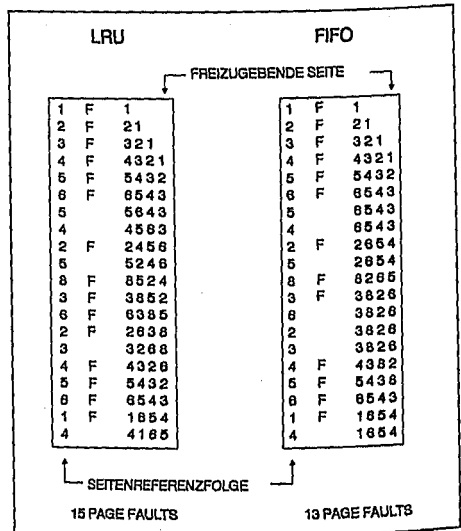 LRU FIFO
FREIZUGEBENDE SEITE
1 F 1 1 F 1
2 F 21 2 F 21
3 F 321 3 F 321
4 F 4321 4 F 4321
5 F 5432 5 F 5432
6 F 6543 6 F 6543
5 5643 5 6543
4 4563 4 6543
2 F 2456 2 F 2654
5 5246 5 2654
8 F 8524 8 F 8265
3 F 3852 3 F 3826
6 F 6385 6 3826
2 F 2638 2 3826
3 3268 3 3826
4 F 4326 4 F 4382
5 F 5432 5 F 5438
6 F 6543 6 F 6543
1 F 1654 1 F 1654
4 4165 4 1654
SEITENREFERENZFOLGE
15 PAGE FAULTS 13 PAGE FAULTS